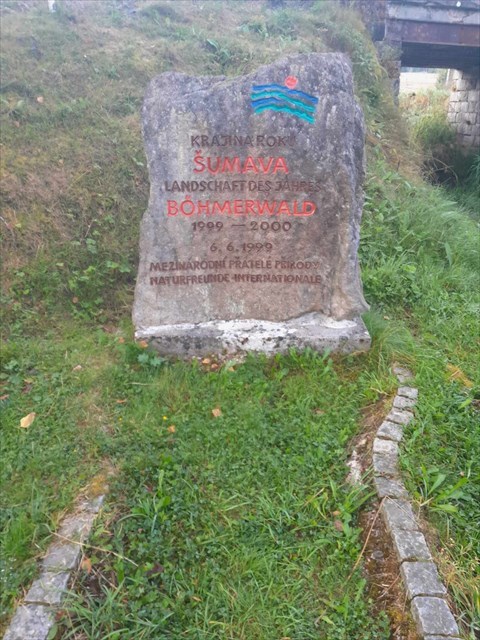 KRAJINA ROKU
ŠUMAVA
LANDSCHAFT DES JAHRES
BÖHMERWALD
1999 — 2000
6. 6. 1999
MEZINÁRODNÍ PŘÁTELÉ PŘÍRODY
NATURFREUNDE INTERNATIONALE